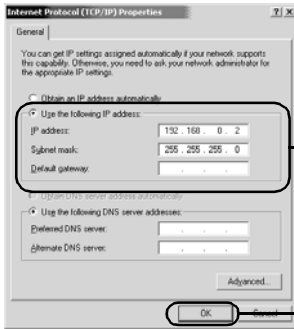 Internet Protocol (TCP/IP) Properties
? X
General
You can get IP settings assigned automatically if your network supports
this capability. Otherwise, you need to ask your network administrator for
the appropriate IP settings.
Obtain an IP address automatically
Use the following IP address:
IP address: 192 . 168 . 0 . 2
Subnet mask: 255 . 255 . 255 . 0
Default gateway: . . .
Obtain DNS server address automatically
Use the following DNS server addresses:
Preferred DNS server: . . .
Alternate DNS server: . . .
Advanced...
OK
Cancel